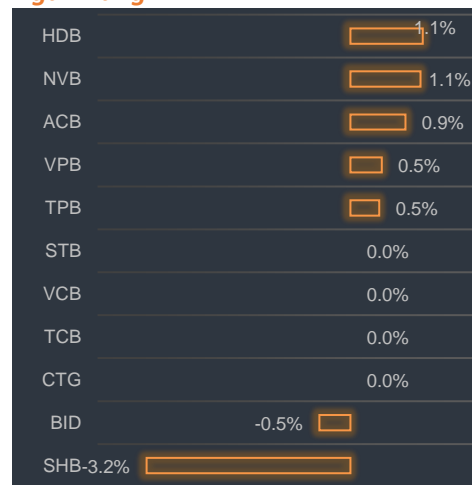 HDB 1.1%
NVB 1.1%
ACB 0.9%
VPB 0.5%
TPB 0.5%
STB 0.0%
VCB 0.0%
TCB 0.0%
CTG 0.0%
BID -0.5%
SHB -3.2%